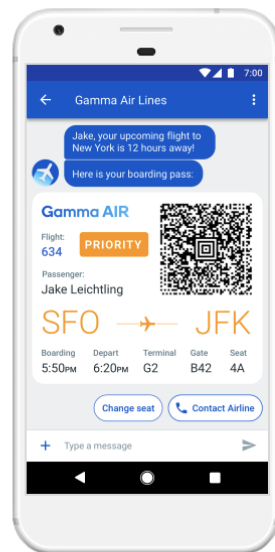 7:00
Gamma Air Lines
Jake, your upcoming flight to
New York is 12 hours away!
Here is your boarding pass:
Gamma AIR
Flight:
634
PRIORITY
Passenger:
Jake Leichtling
SFO JFK
Boarding Depart Terminal Gate Seat
5:50PM 6:20PM G2 B42 4A
Change seat Contact Airline
Type a message